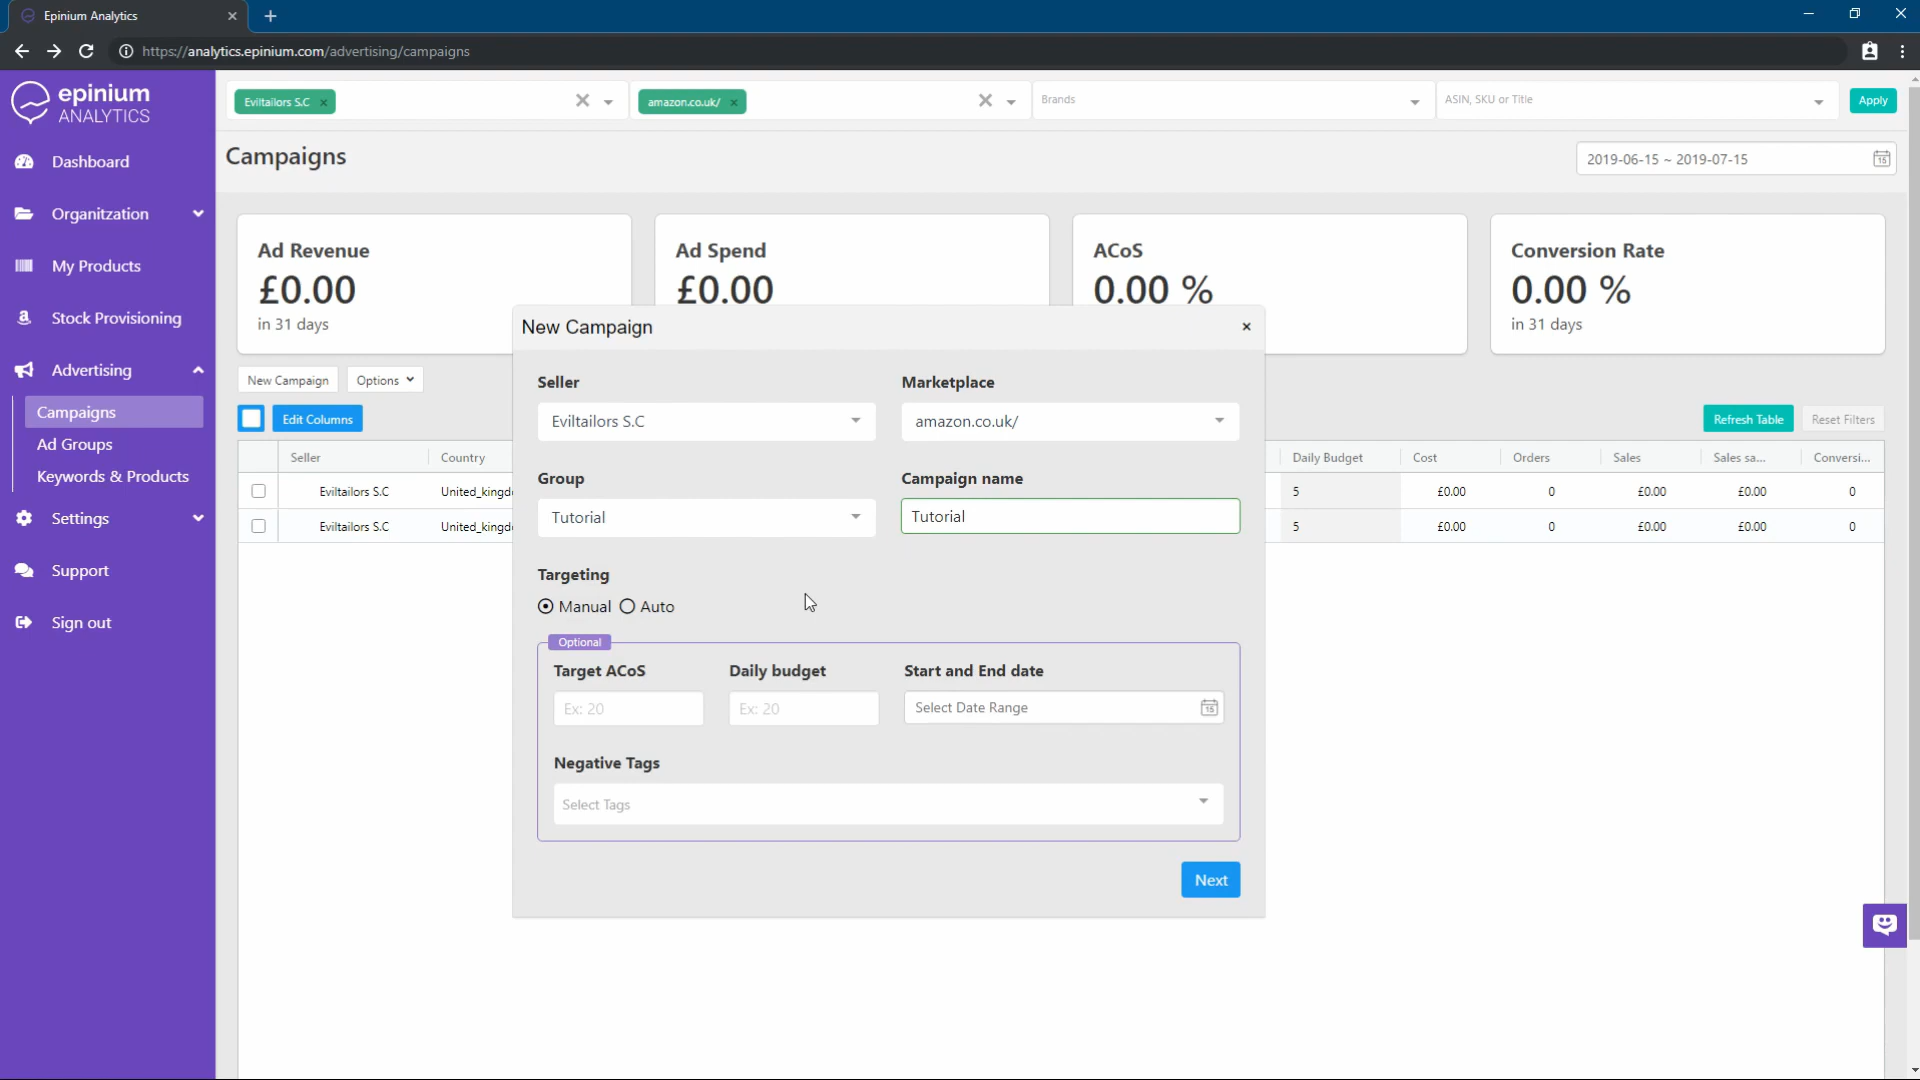 Epinium Analytics
https://analytics.epinium.com/advertising/campaigns
epinium
ANALYTICS
Eviltailors S.C ×
amazon.co.uk/ ×
Brands
ASIN, SKU or Title
Apply
Dashboard
Organitzation
My Products
Stock Provisioning
Advertising
Campaigns
Ad Groups
Keywords & Products
Settings
Support
Sign out
Campaigns
2019-06-15 ~ 2019-07-15
15
Ad Revenue
£0.00
in 31 days
Ad Spend
£0.00
ACoS
0.00 %
Conversion Rate
0.00 %
in 31 days
New Campaign
Options
Edit Columns
Refresh Table
Reset Filters
Seller Country Daily Budget Cost Orders Sales Sales sa... Conversi...
Eviltailors S.C United_kingd 5 £0.00 0 £0.00 £0.00 0
Eviltailors S.C United_kingd 5 £0.00 0 £0.00 £0.00 0
New Campaign ×
Seller
Eviltailors S.C
Marketplace
amazon.co.uk/
Group
Tutorial
Campaign name
Tutorial
Targeting
Manual Auto
Optional
Target ACoS
Ex: 20
Daily budget
Ex: 20
Start and End date
Select Date Range
15
Negative Tags
Select Tags
Next